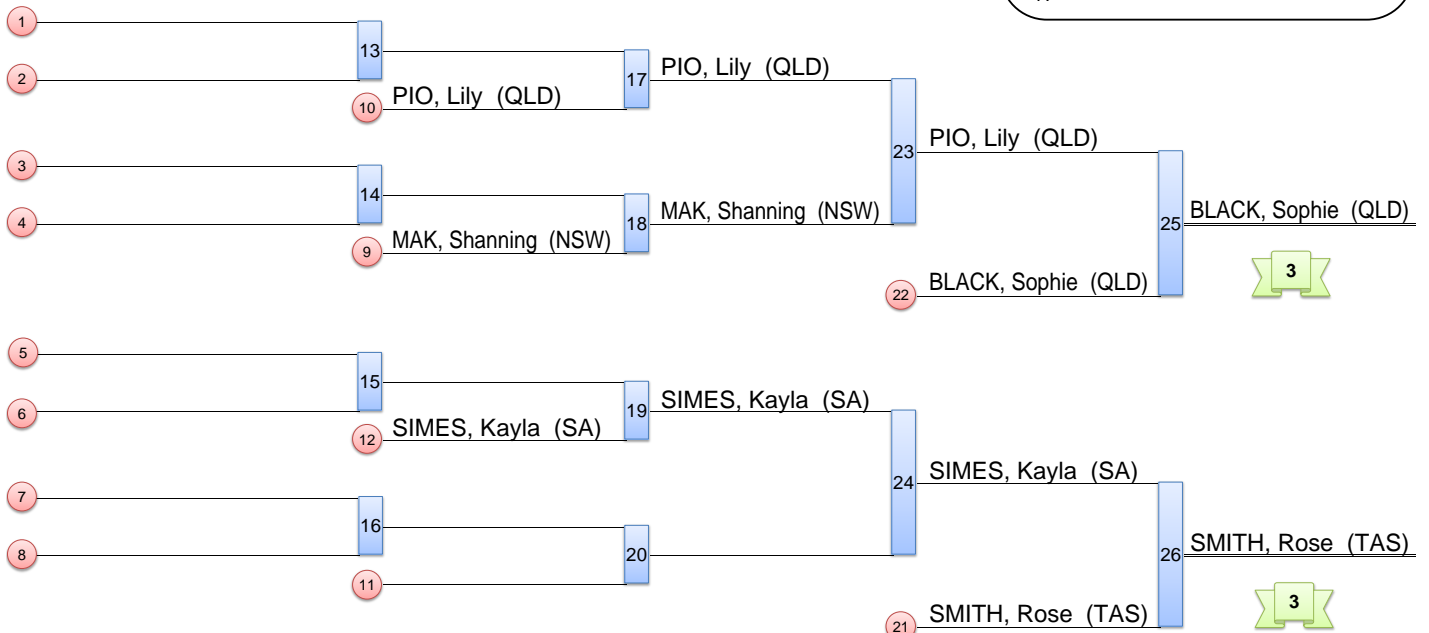 1
13
2
17 PIO, Lily (QLD)
10 PIO, Lily (QLD)
23 PIO, Lily (QLD)
3
14
4
18 MAK, Shanning (NSW)
9 MAK, Shanning (NSW)
25 BLACK, Sophie (QLD)
3
22 BLACK, Sophie (QLD)
5
15
6
19 SIMES, Kayla (SA)
12 SIMES, Kayla (SA)
24 SIMES, Kayla (SA)
7
16
8
20
11
26 SMITH, Rose (TAS)
3
21 SMITH, Rose (TAS)